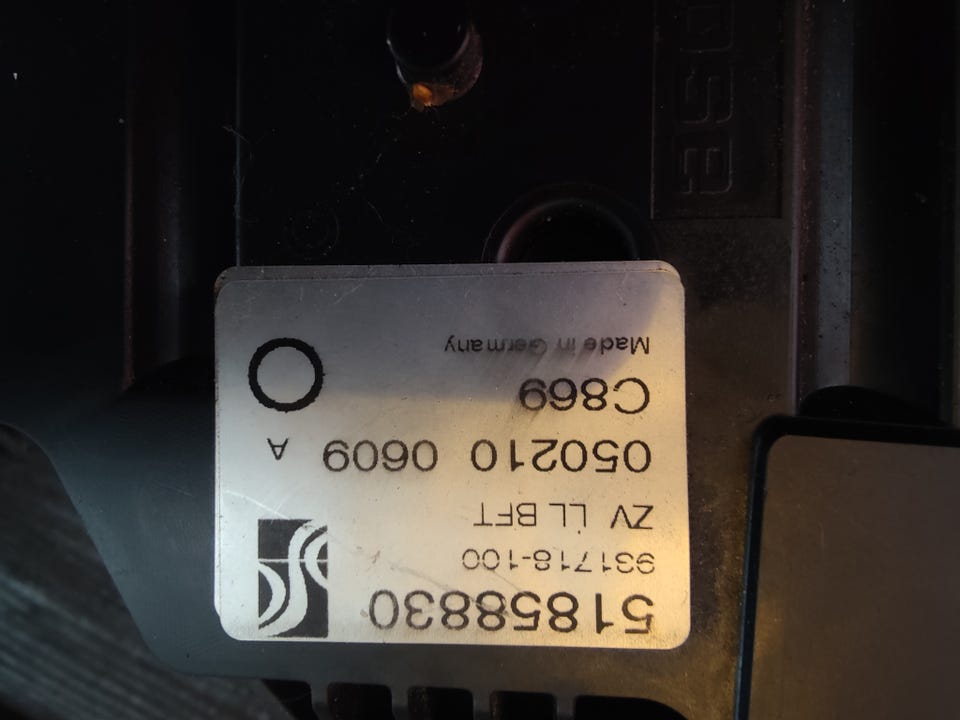 51858830
931718-100
ZV LL BFT
050210 0609 A
C869
Made in Germany